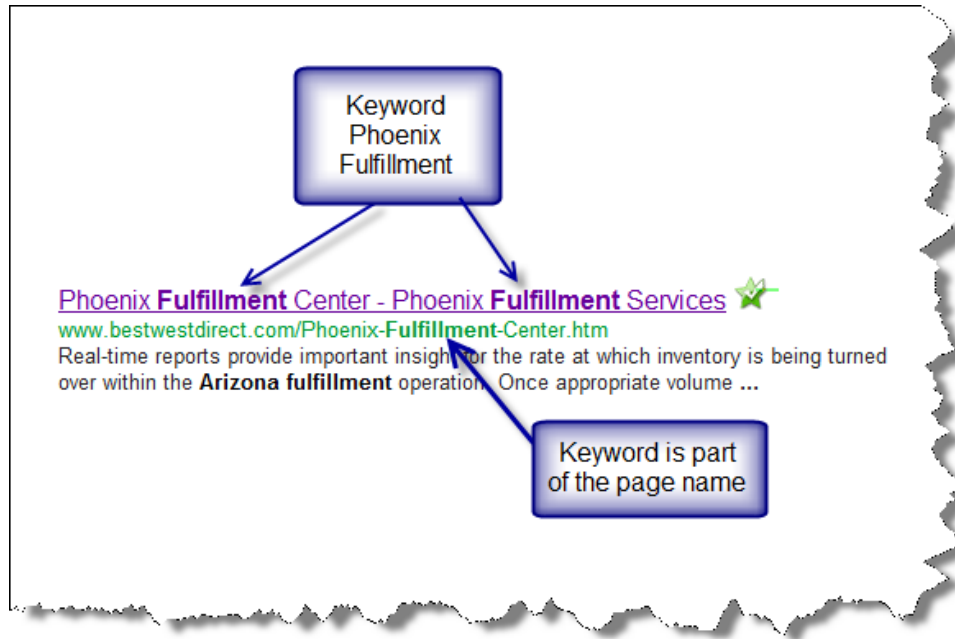 Keyword
Phoenix
Fulfillment
Phoenix Fulfillment Center - Phoenix Fulfillment Services
www.bestwestdirect.com/Phoenix-Fulfillment-Center.htm
Real-time reports provide important insight for the rate at which inventory is being turned
over within the Arizona fulfillment operation. Once appropriate volume ...
Keyword is part
of the page name